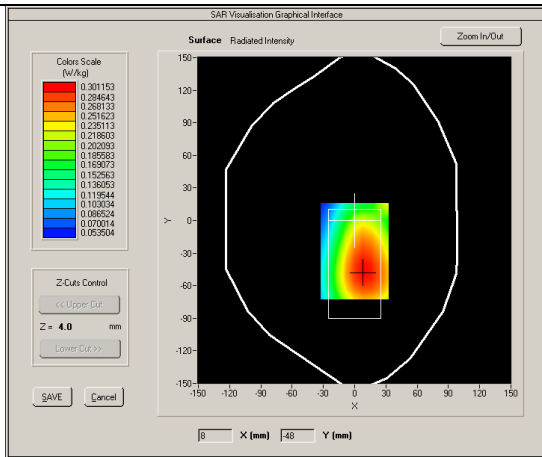 SAR Visualisation Graphical Interface
Surface Radiated Intensity
Zoom In/Out
Colors Scale
(W/kg)
0.301153
0.284643
0.268133
0.251623
0.235113
0.218603
0.202093
0.185583
0.169073
0.152563
0.136053
0.119544
0.103034
0.086524
0.070014
0.053504
Z-Cuts Control
<< Upper Cut
Z = 4.0 mm
Lower Cut >>
SAVE
Cancel
150
120
90
60
30
0
-30
-60
-90
-120
-150
Y
-150 -120 -90 -60 -30 0 30 60 90 120 150
X
8 X (mm) -48 Y (mm)